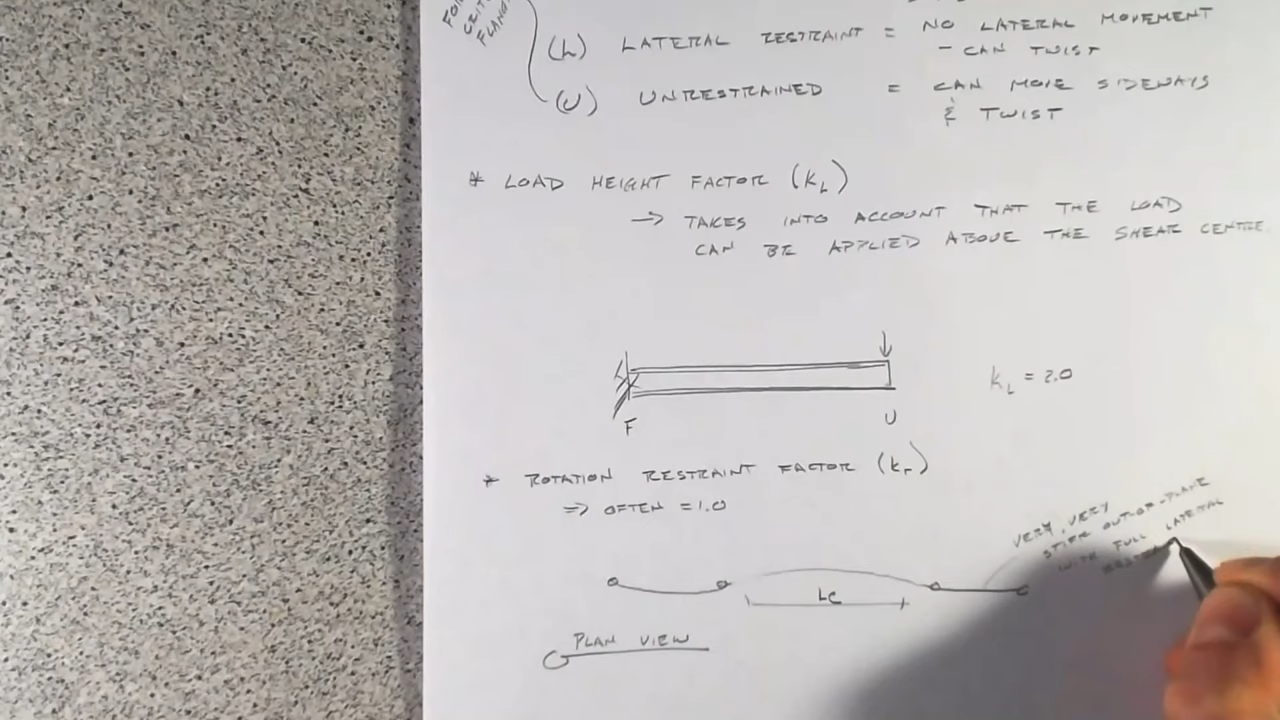 FLANGE
(L) LATERAL RESTRAINT = NO LATERAL MOVEMENT
- CAN TWIST
(U) UNRESTRAINED = CAN MOVE SIDEWAYS
& TWIST
* LOAD HEIGHT FACTOR (kL)
→ TAKES INTO ACCOUNT THAT THE LOAD
CAN BE APPLIED ABOVE THE SHEAR CENTRE
kL = 2.0
F U
* ROTATION RESTRAINT FACTOR (kr)
⇒ OFTEN = 1.0
VERY, VERY
STIFF OUT-OF-PLANE
WITH FULL LATERAL
Le
PLAN VIEW